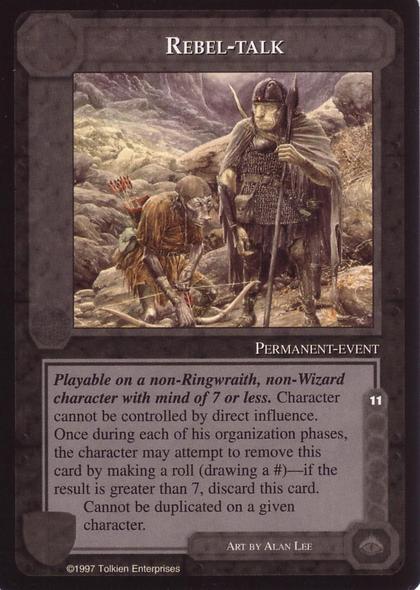 REBEL-TALK
PERMANENT-EVENT
Playable on a non-Ringwraith, non-Wizard
character with mind of 7 or less. Character
cannot be controlled by direct influence.
Once during each of his organization phases,
the character may attempt to remove this
card by making a roll (drawing a #)—if the
result is greater than 7, discard this card.
Cannot be duplicated on a given
character.
11
ART BY ALAN LEE
©1997 Tolkien Enterprises